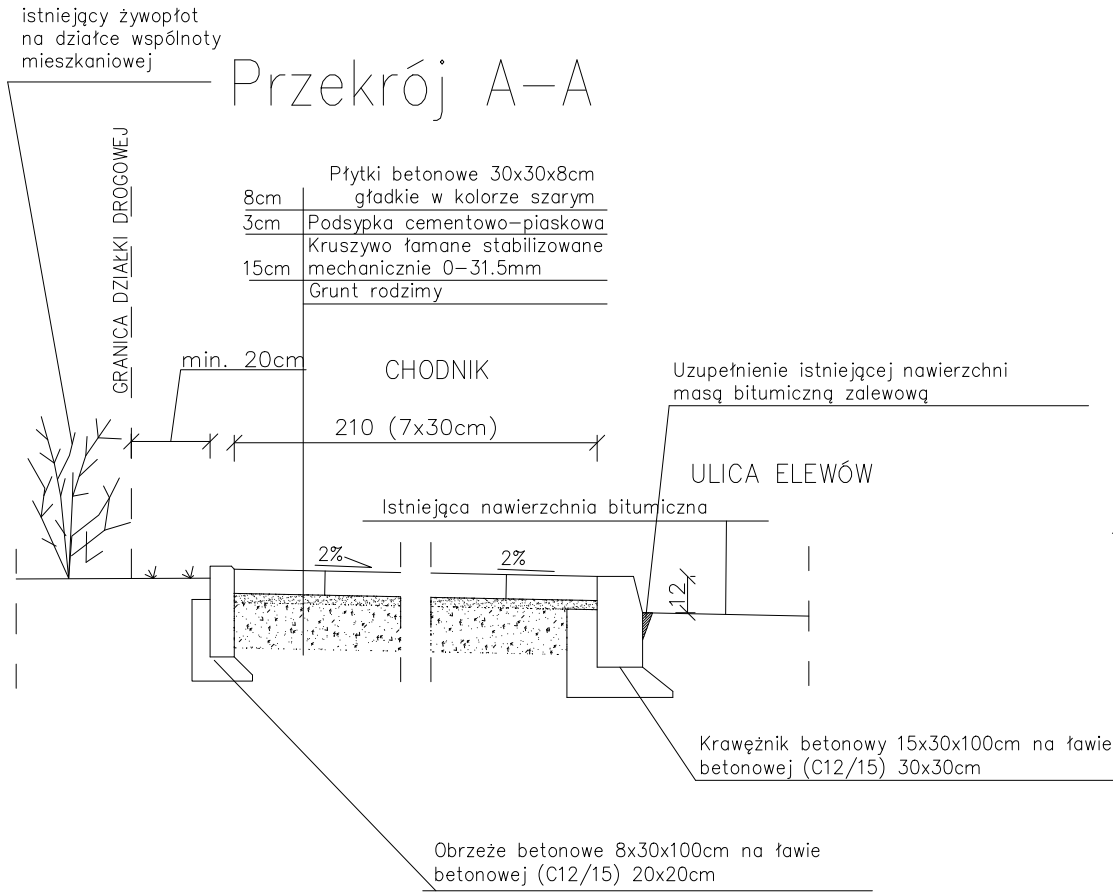 istniejący żywopłot
na działce wspólnoty
mieszkaniowej
Przekrój A-A
GRANICA DZIAŁKI DROGOWEJ
Płytki betonowe 30x30x8cm
8cm gładkie w kolorze szarym
3cm Podsypka cementowo-piaskowa
Kruszywo łamane stabilizowane
15cm mechanicznie 0-31.5mm
Grunt rodzimy
min. 20cm
CHODNIK
Uzupełnienie istniejącej nawierzchni
masą bitumiczną zalewową
210 (7x30cm)
ULICA ELEWÓW
Istniejąca nawierzchnia bitumiczna
2%
2%
12
Krawężnik betonowy 15x30x100cm na ławie
betonowej (C12/15) 30x30cm
Obrzeże betonowe 8x30x100cm na ławie
betonowej (C12/15) 20x20cm